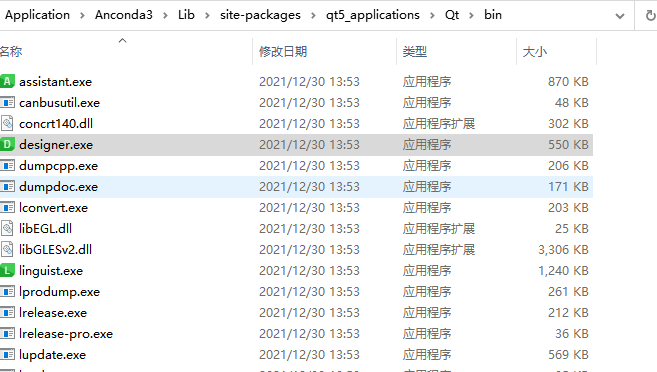 Application > Anconda3 > Lib > site-packages > qt5_applications > Qt > bin
名称 修改日期 类型 大小
assistant.exe 2021/12/30 13:53 应用程序 870 KB
canbusutil.exe 2021/12/30 13:53 应用程序 48 KB
concrt140.dll 2021/12/30 13:53 应用程序扩展 302 KB
designer.exe 2021/12/30 13:53 应用程序 550 KB
dumpcpp.exe 2021/12/30 13:53 应用程序 206 KB
dumpdoc.exe 2021/12/30 13:53 应用程序 171 KB
lconvert.exe 2021/12/30 13:53 应用程序 203 KB
libEGL.dll 2021/12/30 13:53 应用程序扩展 25 KB
libGLESv2.dll 2021/12/30 13:53 应用程序扩展 3,306 KB
linguist.exe 2021/12/30 13:53 应用程序 1,240 KB
lprodump.exe 2021/12/30 13:53 应用程序 261 KB
lrelease.exe 2021/12/30 13:53 应用程序 212 KB
lrelease-pro.exe 2021/12/30 13:53 应用程序 36 KB
lupdate.exe 2021/12/30 13:53 应用程序 569 KB